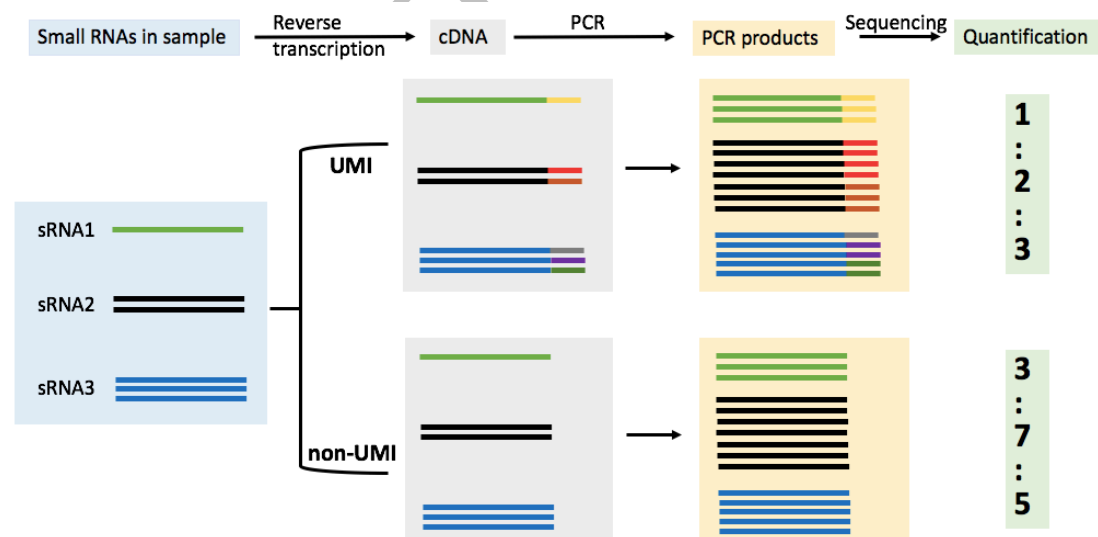 Small RNAs in sample
Reverse
transcription
cDNA
PCR
PCR products
Sequencing
Quantification
UMI
1
:
2
:
3
sRNA1
sRNA2
sRNA3
non-UMI
3
:
7
:
5